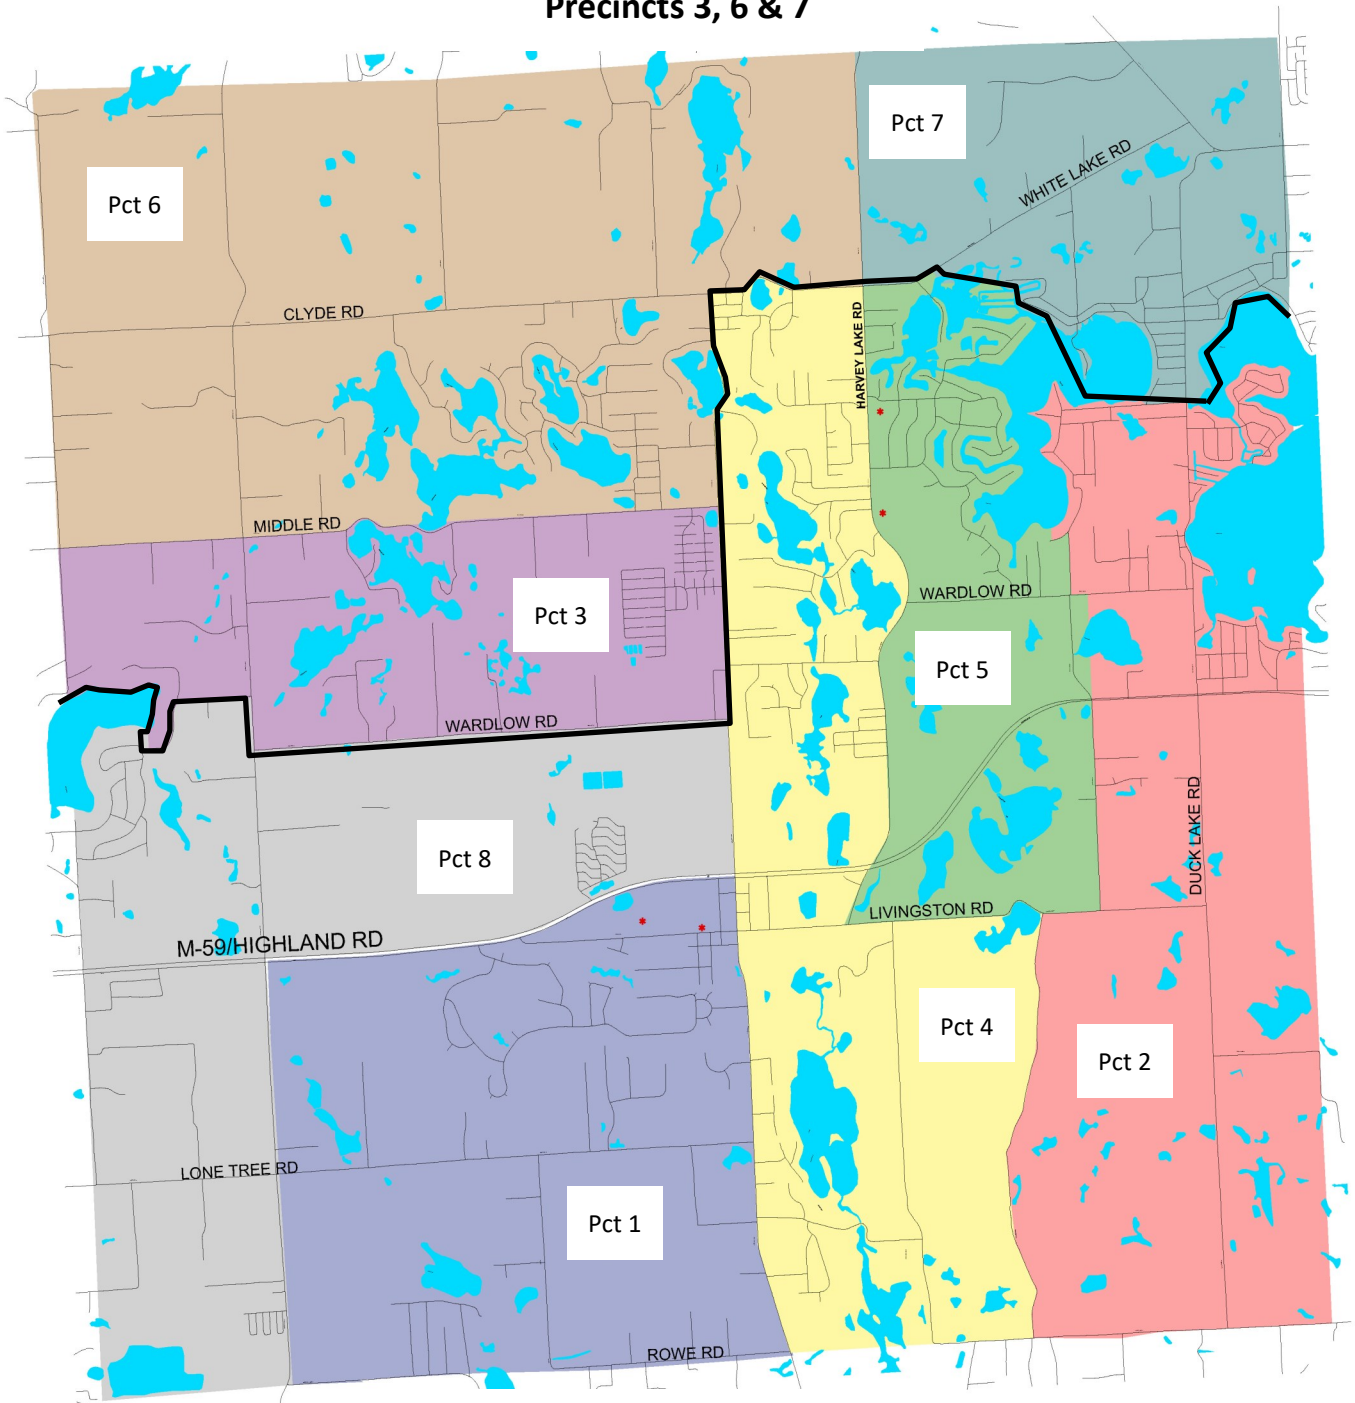 Precincts 3, 6 & 7
Pct 7
WHITE LAKE RD
Pct 6
CLYDE RD
HARVEY LAKE RD
MIDDLE RD
Pct 3
WARDLOW RD
Pct 5
WARDLOW RD
DUCK LAKE RD
Pct 8
LIVINGSTON RD
M-59/HIGHLAND RD
Pct 4
Pct 2
LONE TREE RD
Pct 1
ROWE RD